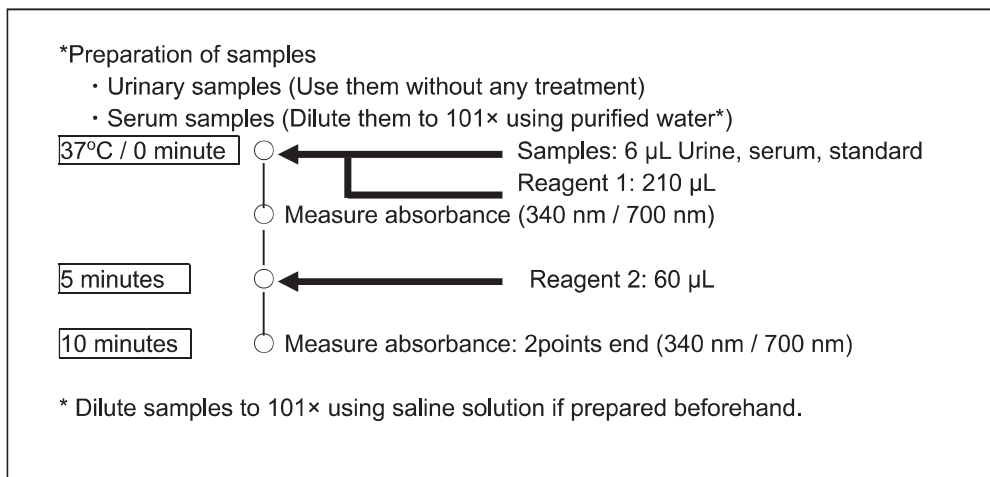 *Preparation of samples
・Urinary samples (Use them without any treatment)
・Serum samples (Dilute them to 101× using purified water*)
37°C / 0 minute
Samples: 6 µL Urine, serum, standard
Reagent 1: 210 µL
Measure absorbance (340 nm / 700 nm)
5 minutes
Reagent 2: 60 µL
10 minutes
Measure absorbance: 2points end (340 nm / 700 nm)
* Dilute samples to 101× using saline solution if prepared beforehand.